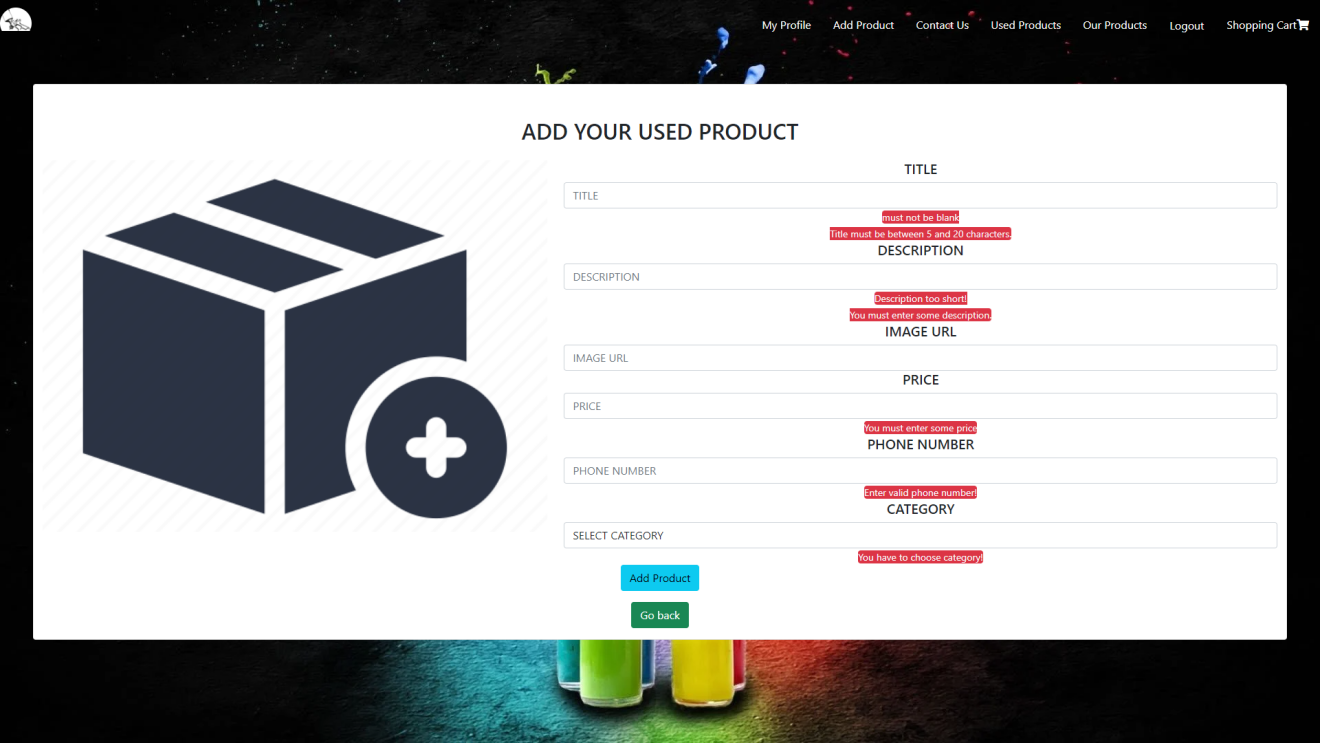 My Profile Add Product Contact Us Used Products Our Products Logout Shopping Cart
ADD YOUR USED PRODUCT
TITLE
TITLE
must not be blank
Title must be between 5 and 20 characters.
DESCRIPTION
DESCRIPTION
Description too short!
You must enter some description.
IMAGE URL
IMAGE URL
PRICE
PRICE
You must enter some price
PHONE NUMBER
PHONE NUMBER
Enter valid phone number!
CATEGORY
SELECT CATEGORY
You have to choose category!
Add Product
Go back